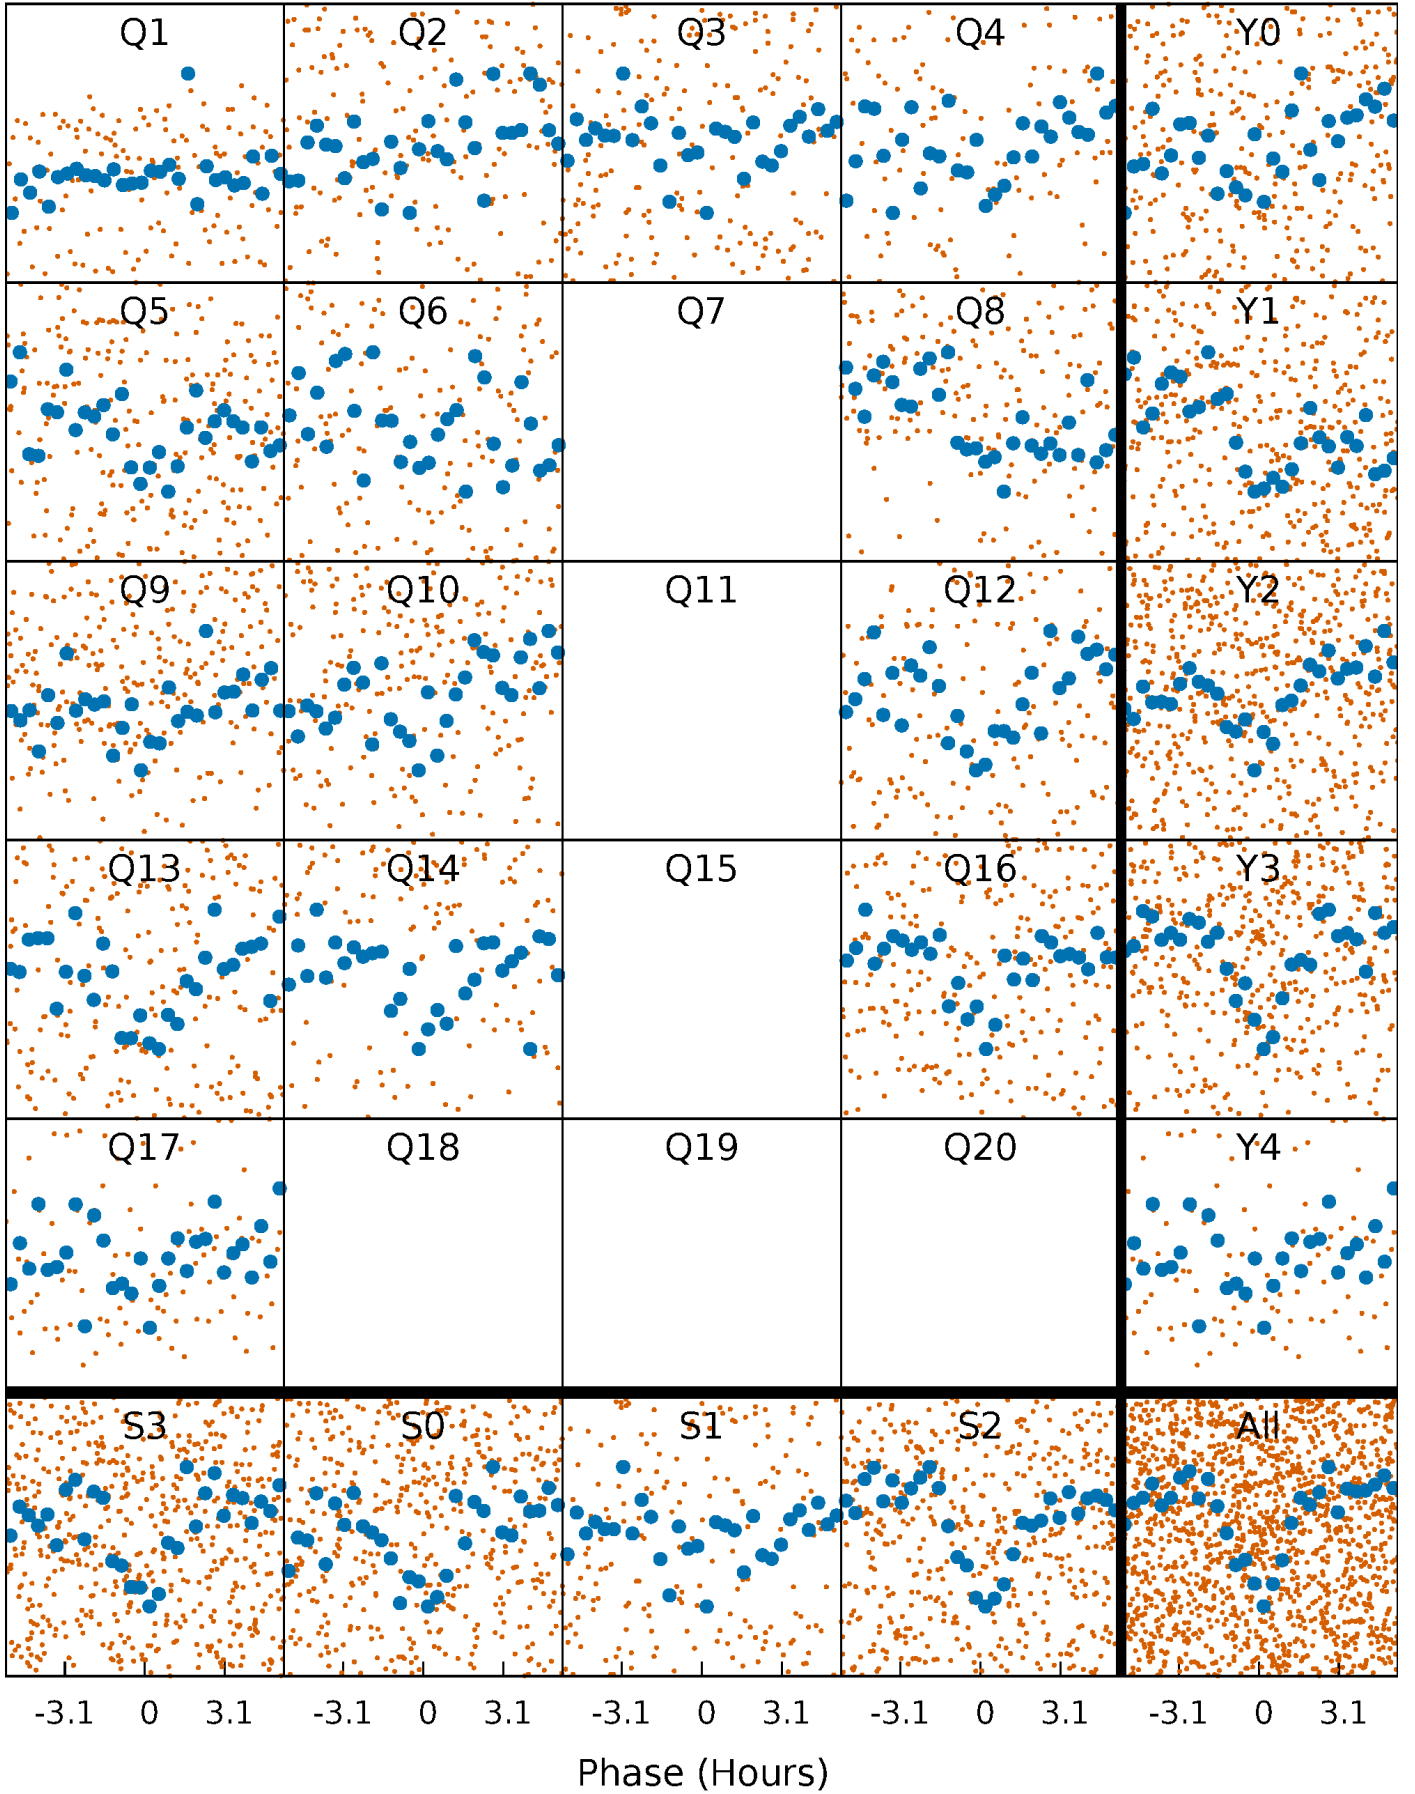 Q1 Q2 Q3 Q4 Y0
Q5 Q6 Q7 Q8 Y1
Q9 Q10 Q11 Q12 Y2
Q13 Q14 Q15 Q16 Y3
Q17 Q18 Q19 Q20 Y4
S3 S0 S1 S2 All
-3.1 0 3.1 -3.1 0 3.1 -3.1 0 3.1 -3.1 0 3.1 -3.1 0 3.1
Phase (Hours)